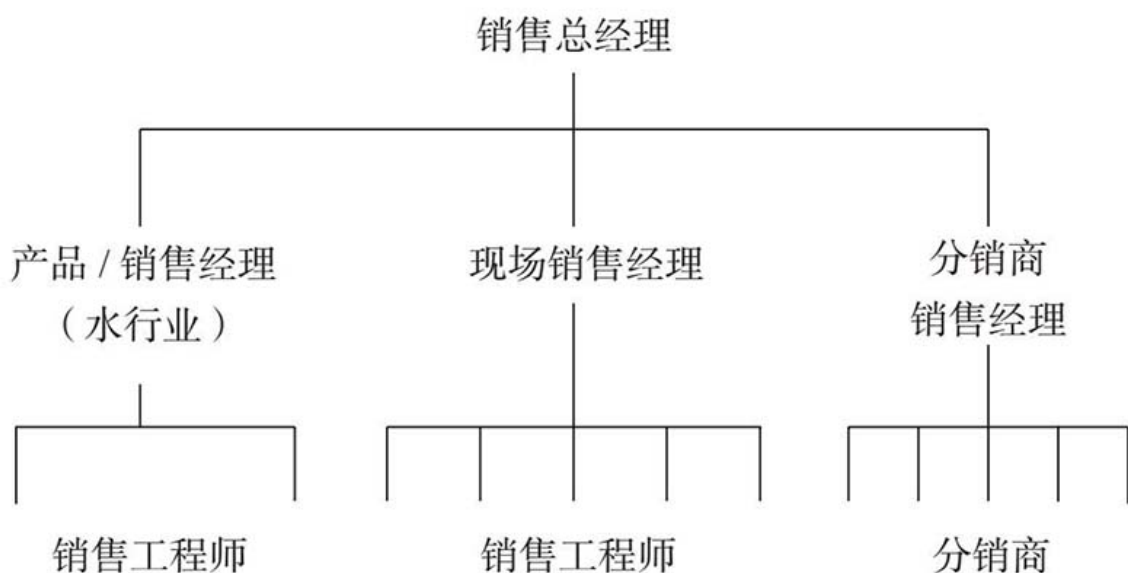 销售总经理
产品 / 销售经理
（水行业）
现场销售经理
分销商
销售经理
销售工程师
销售工程师
分销商